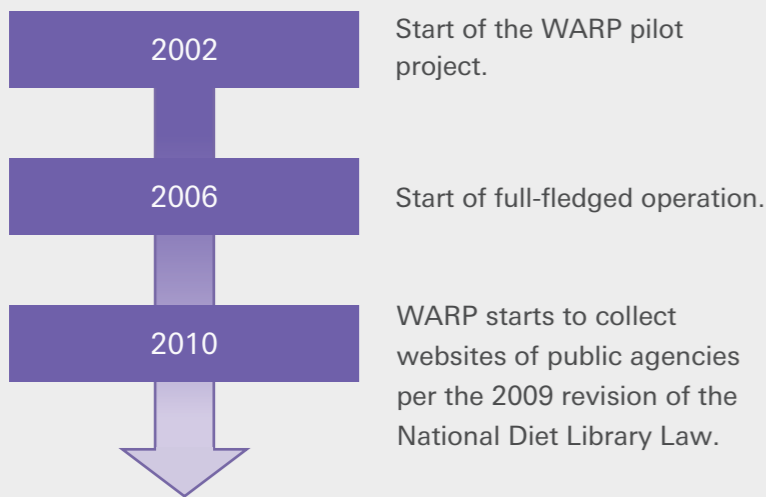 2002
Start of the WARP pilot
project.
2006
Start of full-fledged operation.
2010
WARP starts to collect
websites of public agencies
per the 2009 revision of the
National Diet Library Law.